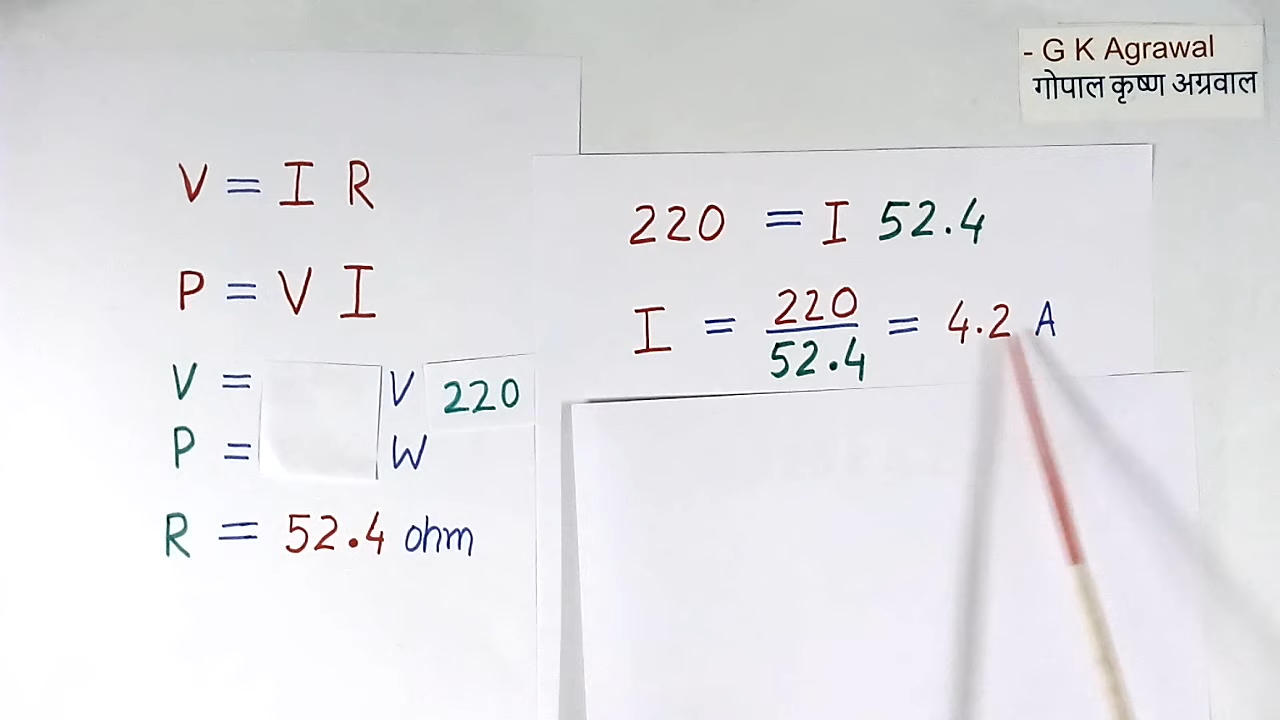 - G K Agrawal
गोपाल कृष्ण अग्रवाल
V = I R
P = V I
V = V 220
P = W
R = 52.4 ohm
220 = I 52.4
I = 220/52.4 = 4.2 A